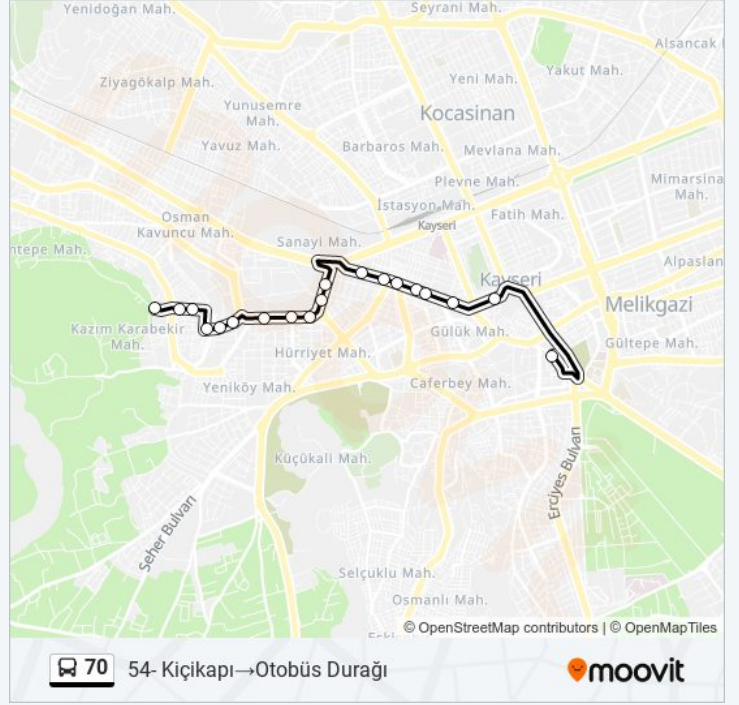 Yenidoğan Mah.
Seyrani Mah.
Alsancak
Ziyagökalp Mah.
Yeni Mah.
Yakut Mah.
Yunusemre
Mah.
Kocasinan
Yavuz Mah.
Barbaros Mah.
Mevlana Mah.
Plevne Mah.
Mimarsina
Mah.
İstasyon Mah.
Fatih Mah.
Kayseri
Osman
Kavuncu Mah.
Sanayi Mah.
ntepe Mah.
Alpaslan
Kayseri
Melikgazi
Kazım Karabekir
Mah.
Gülük Mah.
Gültepe Mah.
Hürriyet Mah.
Yeniköy Mah.
Caferbey Mah.
Küçükali Mah.
Erciyes Bulvarı
Seher Bulvarı
Selçuklu Mah.
Osmanlı Mah.
© OpenStreetMap contributors | © OpenMapTiles
70 54- Kiçikapı→Otobüs Durağı
moovit